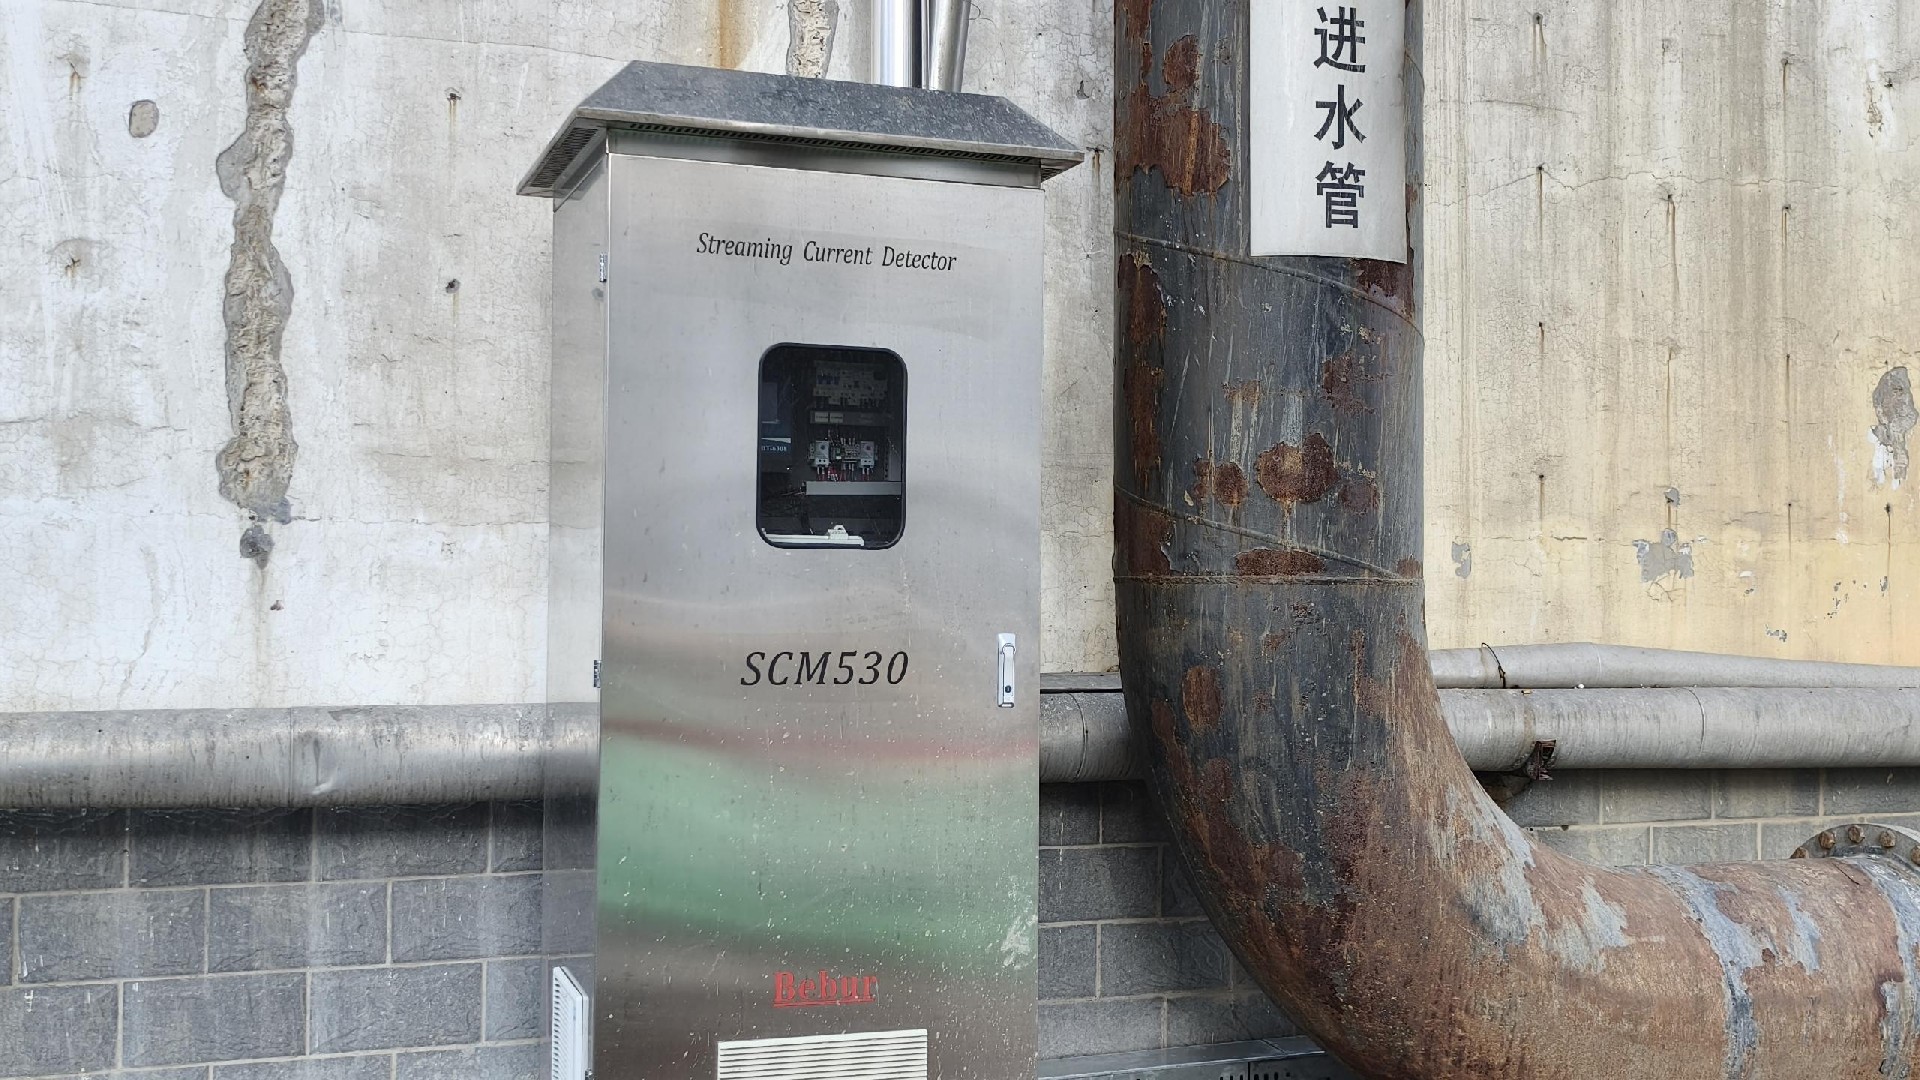 进水管
Streaming Current Detector
SCM530
Bebur